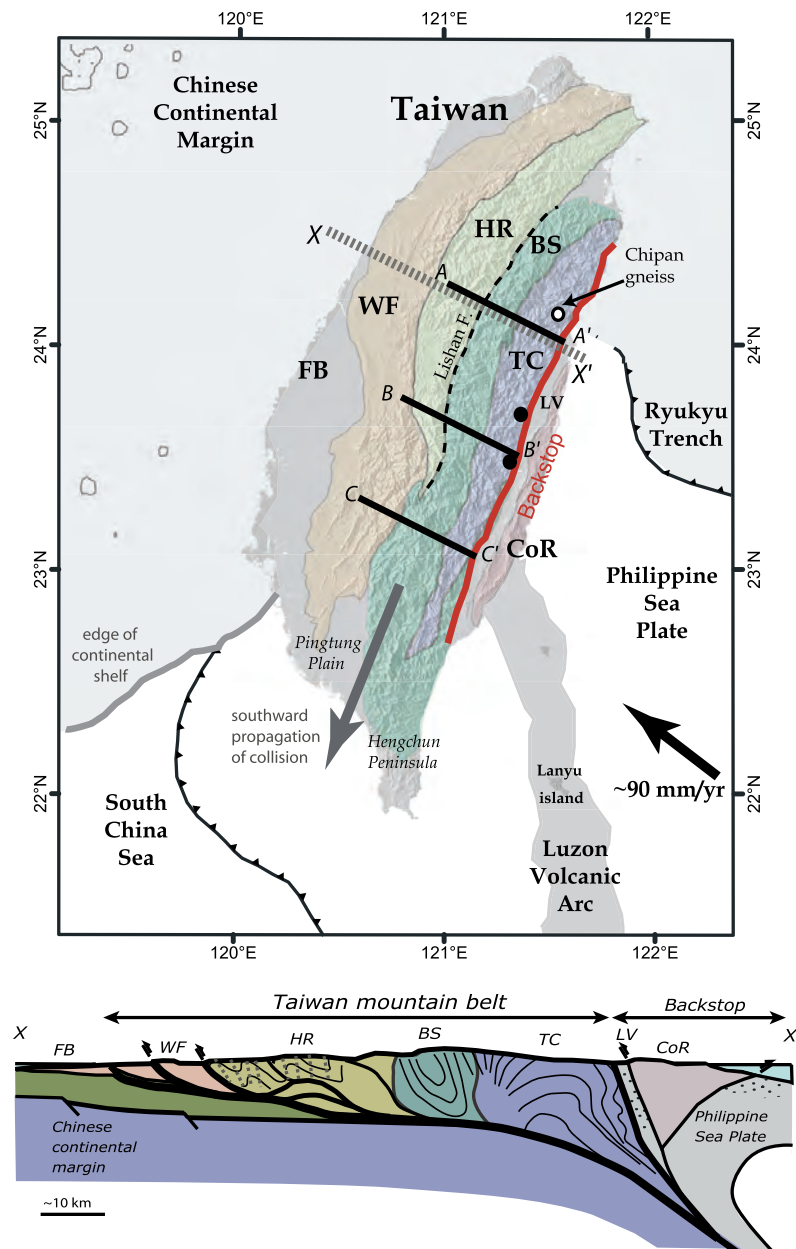 120°E
121°E
122°E
25°N
24°N
23°N
22°N
25°N
24°N
23°N
22°N
Chinese
Continental
Margin
Taiwan
X
HR
BS
A
Chipan
gneiss
WF
Lishan F.
A'
FB
TC
X'
B
LV
Ryukyu
Trench
B'
Backstop
C
C'
CoR
Philippine
Sea
Plate
edge of
continental
shelf
Pingtung
Plain
southward
propagation
of collision
Hengchun
Peninsula
Lanyu
island
~90 mm/yr
South
China
Sea
Luzon
Volcanic
Arc
120°E
121°E
122°E
Taiwan mountain belt
Backstop
X
FB
WF
HR
BS
TC
LV
CoR
X
Chinese
continental
margin
Philippine
Sea Plate
~10 km